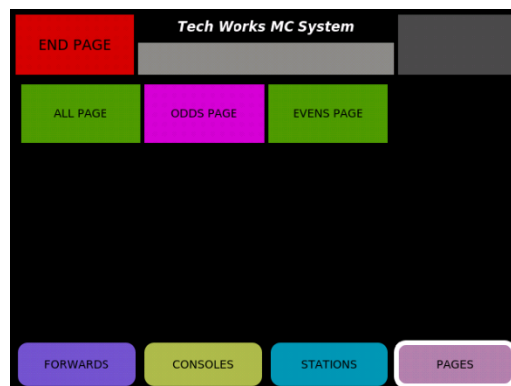 END PAGE
Tech Works MC System
ALL PAGE
ODDS PAGE
EVENS PAGE
FORWARDS
CONSOLES
STATIONS
PAGES